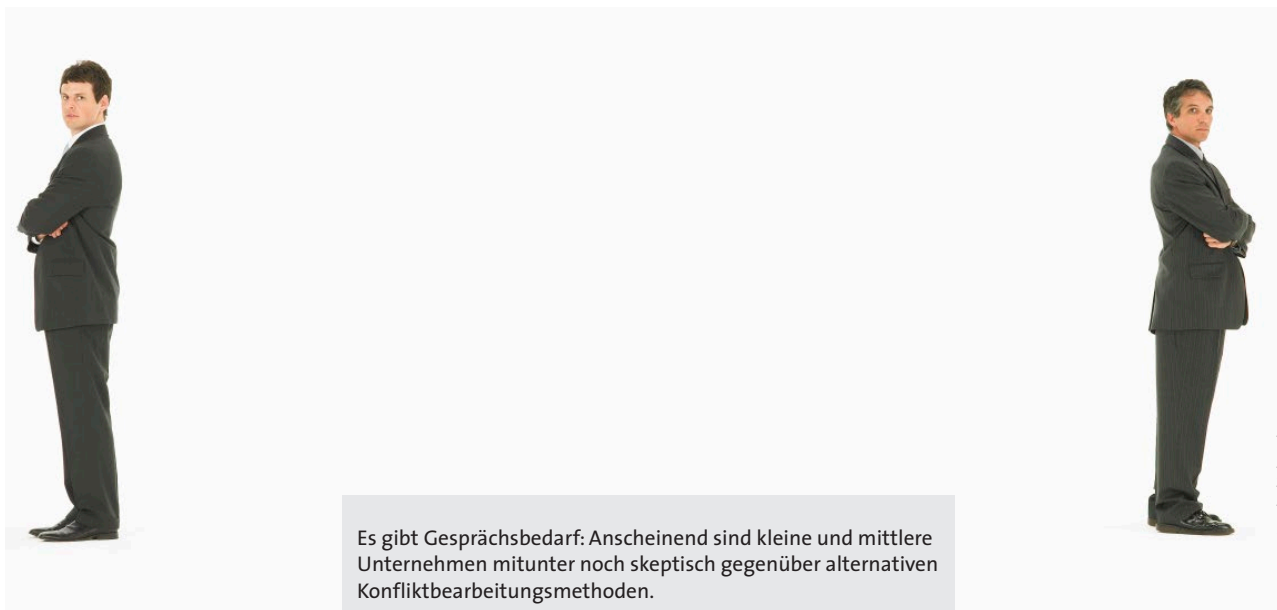 Es gibt Gesprächsbedarf: Anscheinend sind kleine und mittlere
Unternehmen mitunter noch skeptisch gegenüber alternativen
Konfliktbearbeitungsmethoden.